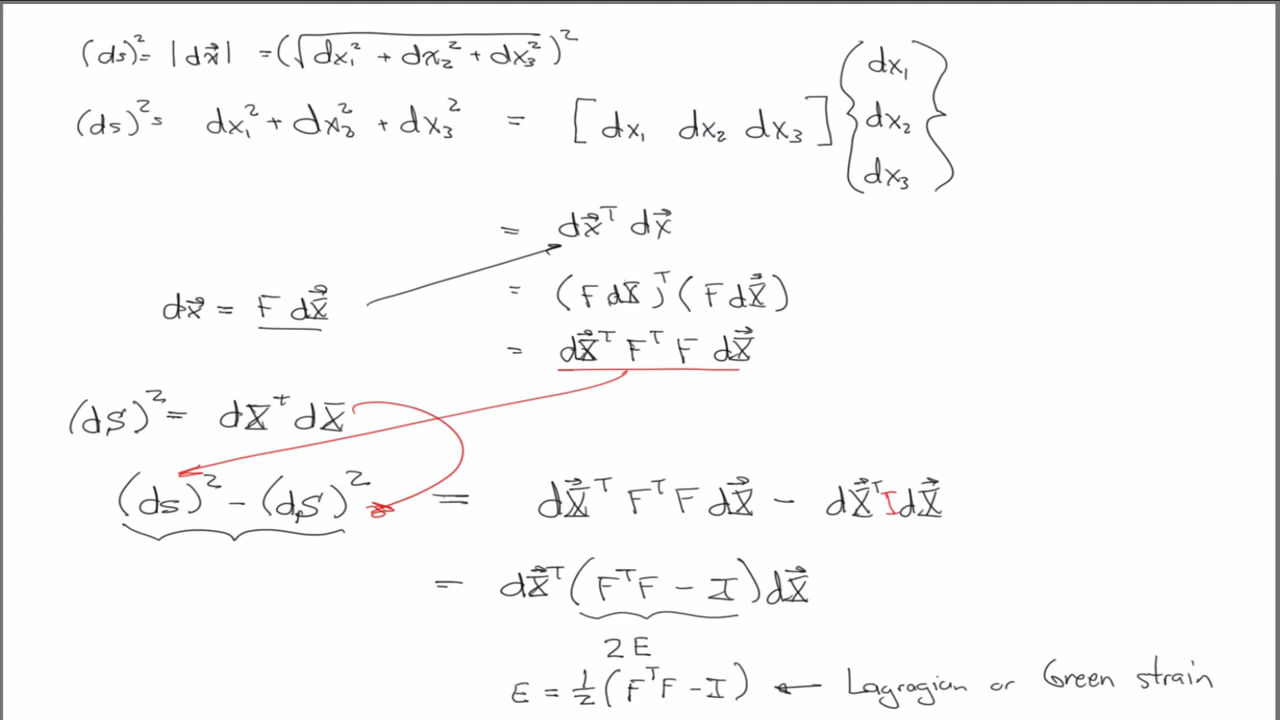 (ds)² = |dx⃗| = (√dx₁² + dx₂² + dx₃²)²
(ds)² = dx₁² + dx₂² + dx₃² = [dx₁ dx₂ dx₃] {dx₁ dx₂ dx₃}
= dx⃗ᵀ dx⃗
dx⃗ = F dX⃗
= (F dX)ᵀ (F dX⃗)
= dX⃗ᵀ Fᵀ F dX⃗
(dS)² = dXᵗ dX
(ds)² - (dS)² = dX⃗ᵀ Fᵀ F dX⃗ - dX⃗ᵀ I dX⃗
= dX⃗ᵀ (FᵀF - I) dX⃗
2E
E = ½ (FᵀF - I) ← Lagragian or Green strain